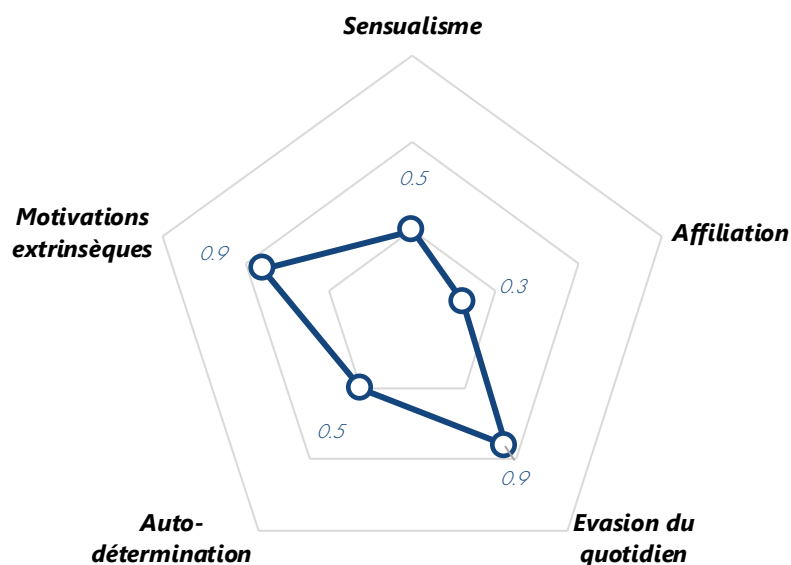 Sensualisme
0.5
Motivations
extrinsèques
0.9
Affiliation
0.3
0.5
0.9
Auto-
détermination
Evasion du
quotidien